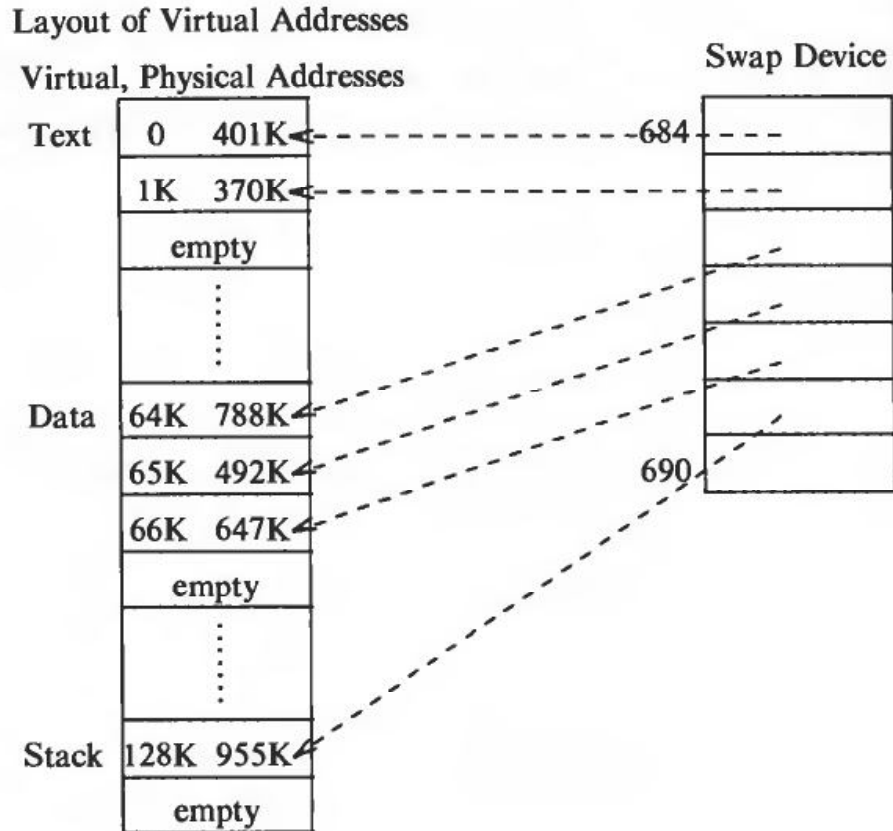 Layout of Virtual Addresses
Virtual, Physical Addresses
Swap Device
Text 0 401K 684
1K 370K
empty
Data 64K 788K
65K 492K 690
66K 647K
empty
Stack 128K 955K
empty